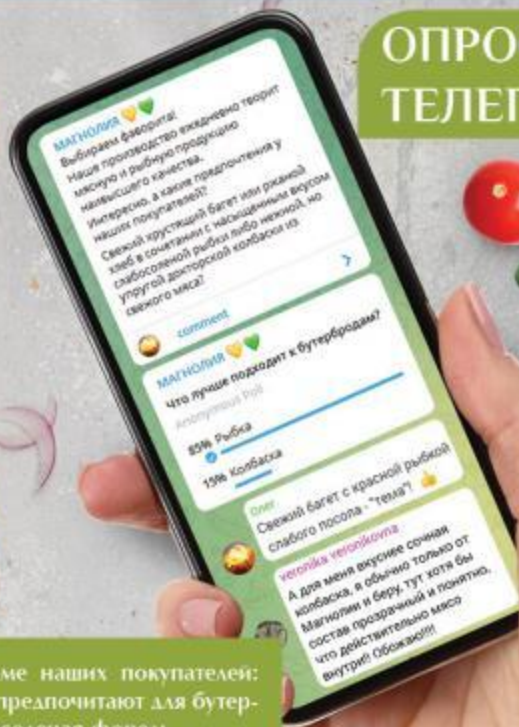 ОПРО
ТЕЛЕГ
МАГНОЛИЯ 💛💚
Выбираем фаворита!
Наше производство ежедневно творит
мясную и рыбную продукцию
наивысшего качества.
Интересно, а какие предпочтения у
наших покупателей?
Свежий хрустящий багет или ржаной
хлеб в сочетании с насыщенным вкусом
слабосоленой рыбки либо нежной, но
упругой докторской колбаски из
свежего мяса?
comment
МАГНОЛИЯ 💛💚
Что лучше подходит к бутербродам?
Anonymous Poll
85% Рыбка
15% Колбаска
Олег
Свежий багет с красной рыбкой
слабого посола - "тема"! 👍
veronika veronikovna
А для меня вкуснее сочная
колбаска, я обычно только от
Магнолии и беру, тут хотя бы
состав прозрачный и понятно,
что действительно мясо
внутри!! Обожаю!!!!
ме наших покупателей:
предпочитают для бутер-